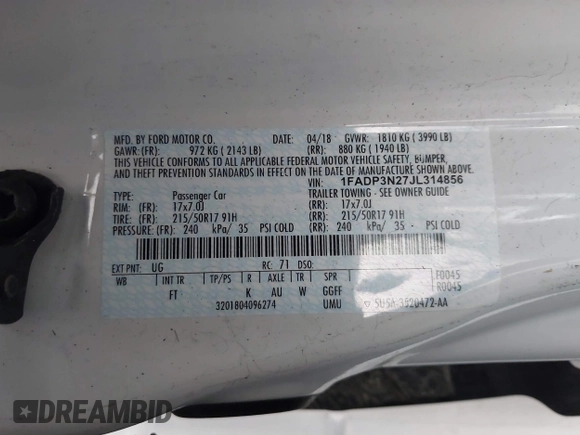 MFD. BY FORD MOTOR CO. DATE: 04/18 GVWR: 1810 KG ( 3990 LB)
GAWR: (FR): 972 KG ( 2143 LB) (RR): 880 KG ( 1940 LB)
THIS VEHICLE CONFORMS TO ALL APPLICABLE FEDERAL MOTOR VEHICLE SAFETY, BUMPER,
AND THEFT PREVENTION STANDARDS IN EFFECT ON THE DATE OF MANUFACTURE SHOWN ABOVE.
VIN: 1FADP3N27JL314856
TYPE: Passenger Car TRAILER TOWING - SEE OWNER GUIDE
RIM: (FR): 17x7.0J (RR): 17x7.0J
TIRE: (FR): 215/50R17 91H (RR): 215/50R17 91H
PRESSURE: (FR) 240 kPa/ 35 PSI COLD (RR): 240 kPa/ 35 - PSI COLD
EXT PNT: UG RC: 71 DSO:
WB INT TR TP/PS R AXLE TR SPR F0045
FT K AU W GGFF R0045
3201804096274 UMU 5U5A-3520472-AA
DREAMBID